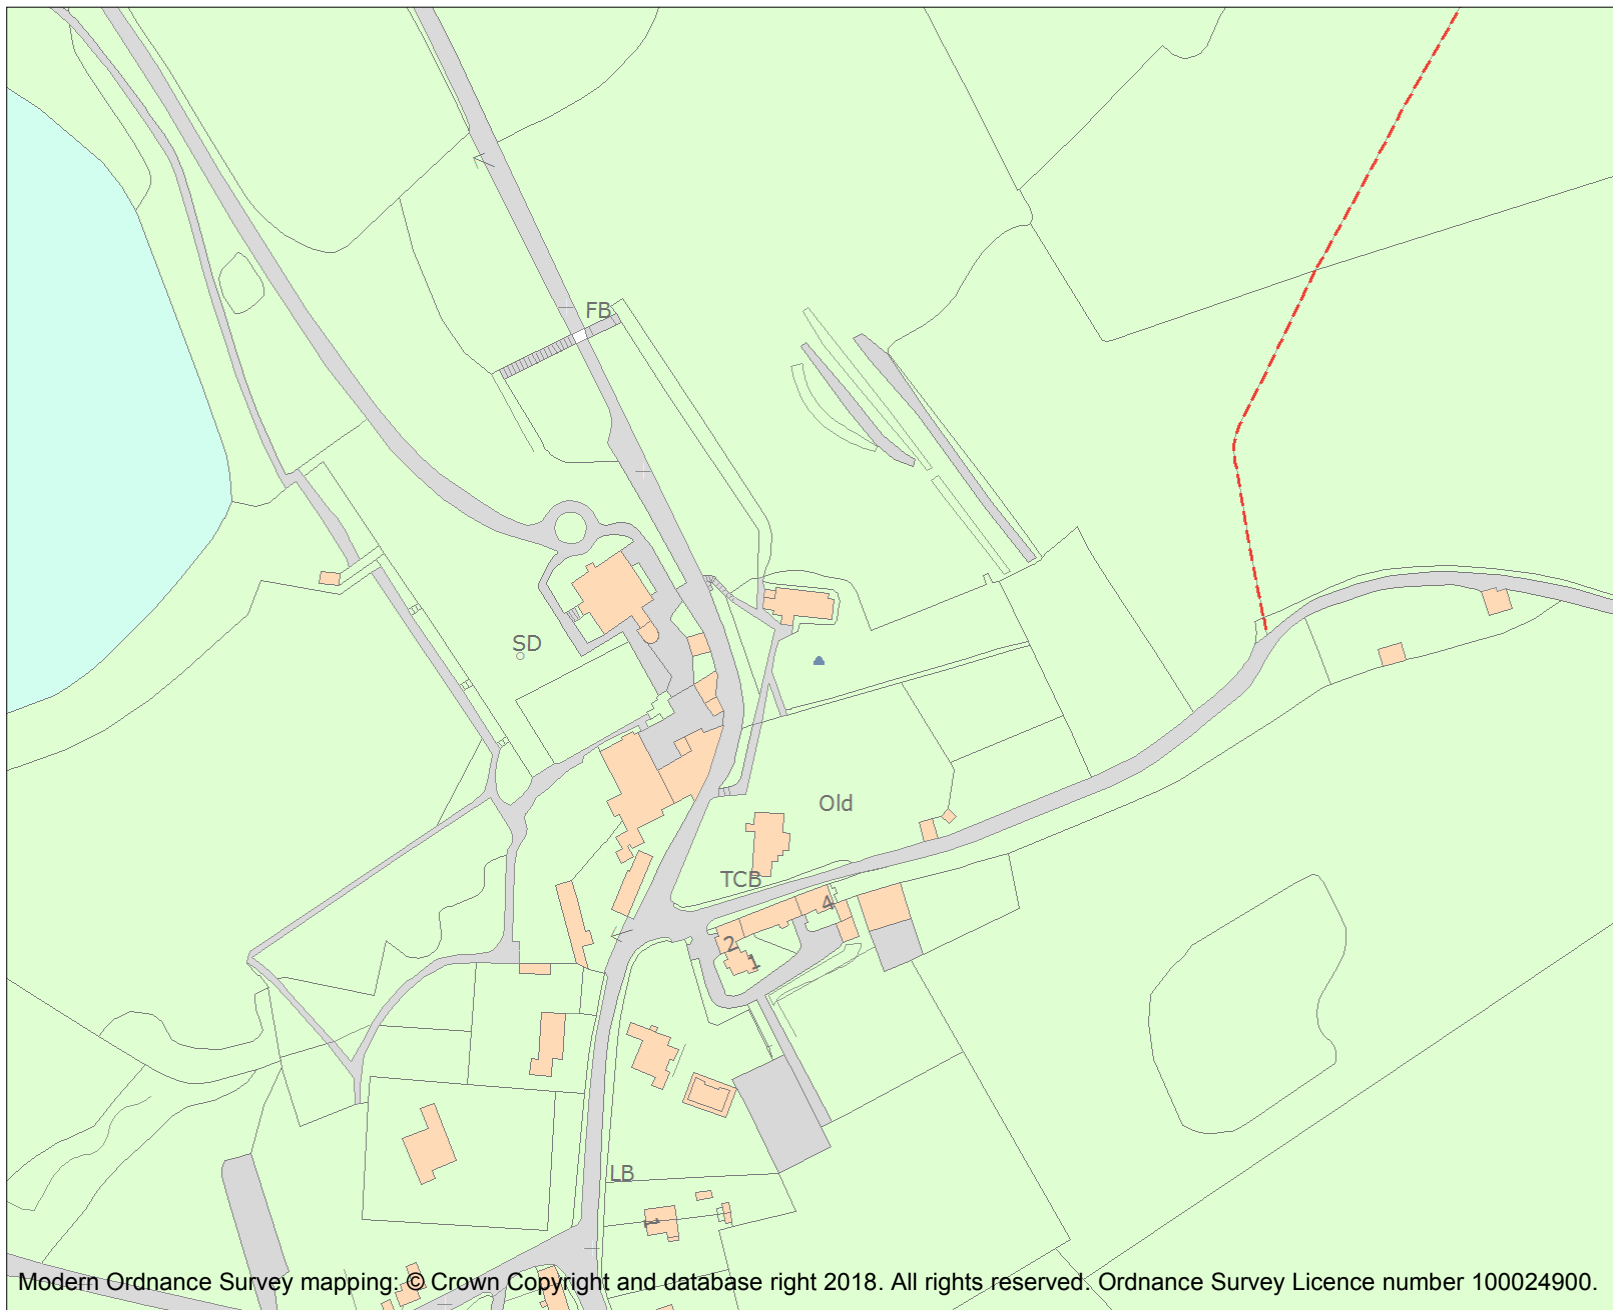 FB
SD
Old
TCB
4
2
1
LB
1
Modern Ordnance Survey mapping: © Crown Copyright and database right 2018. All rights reserved. Ordnance Survey Licence number 100024900.